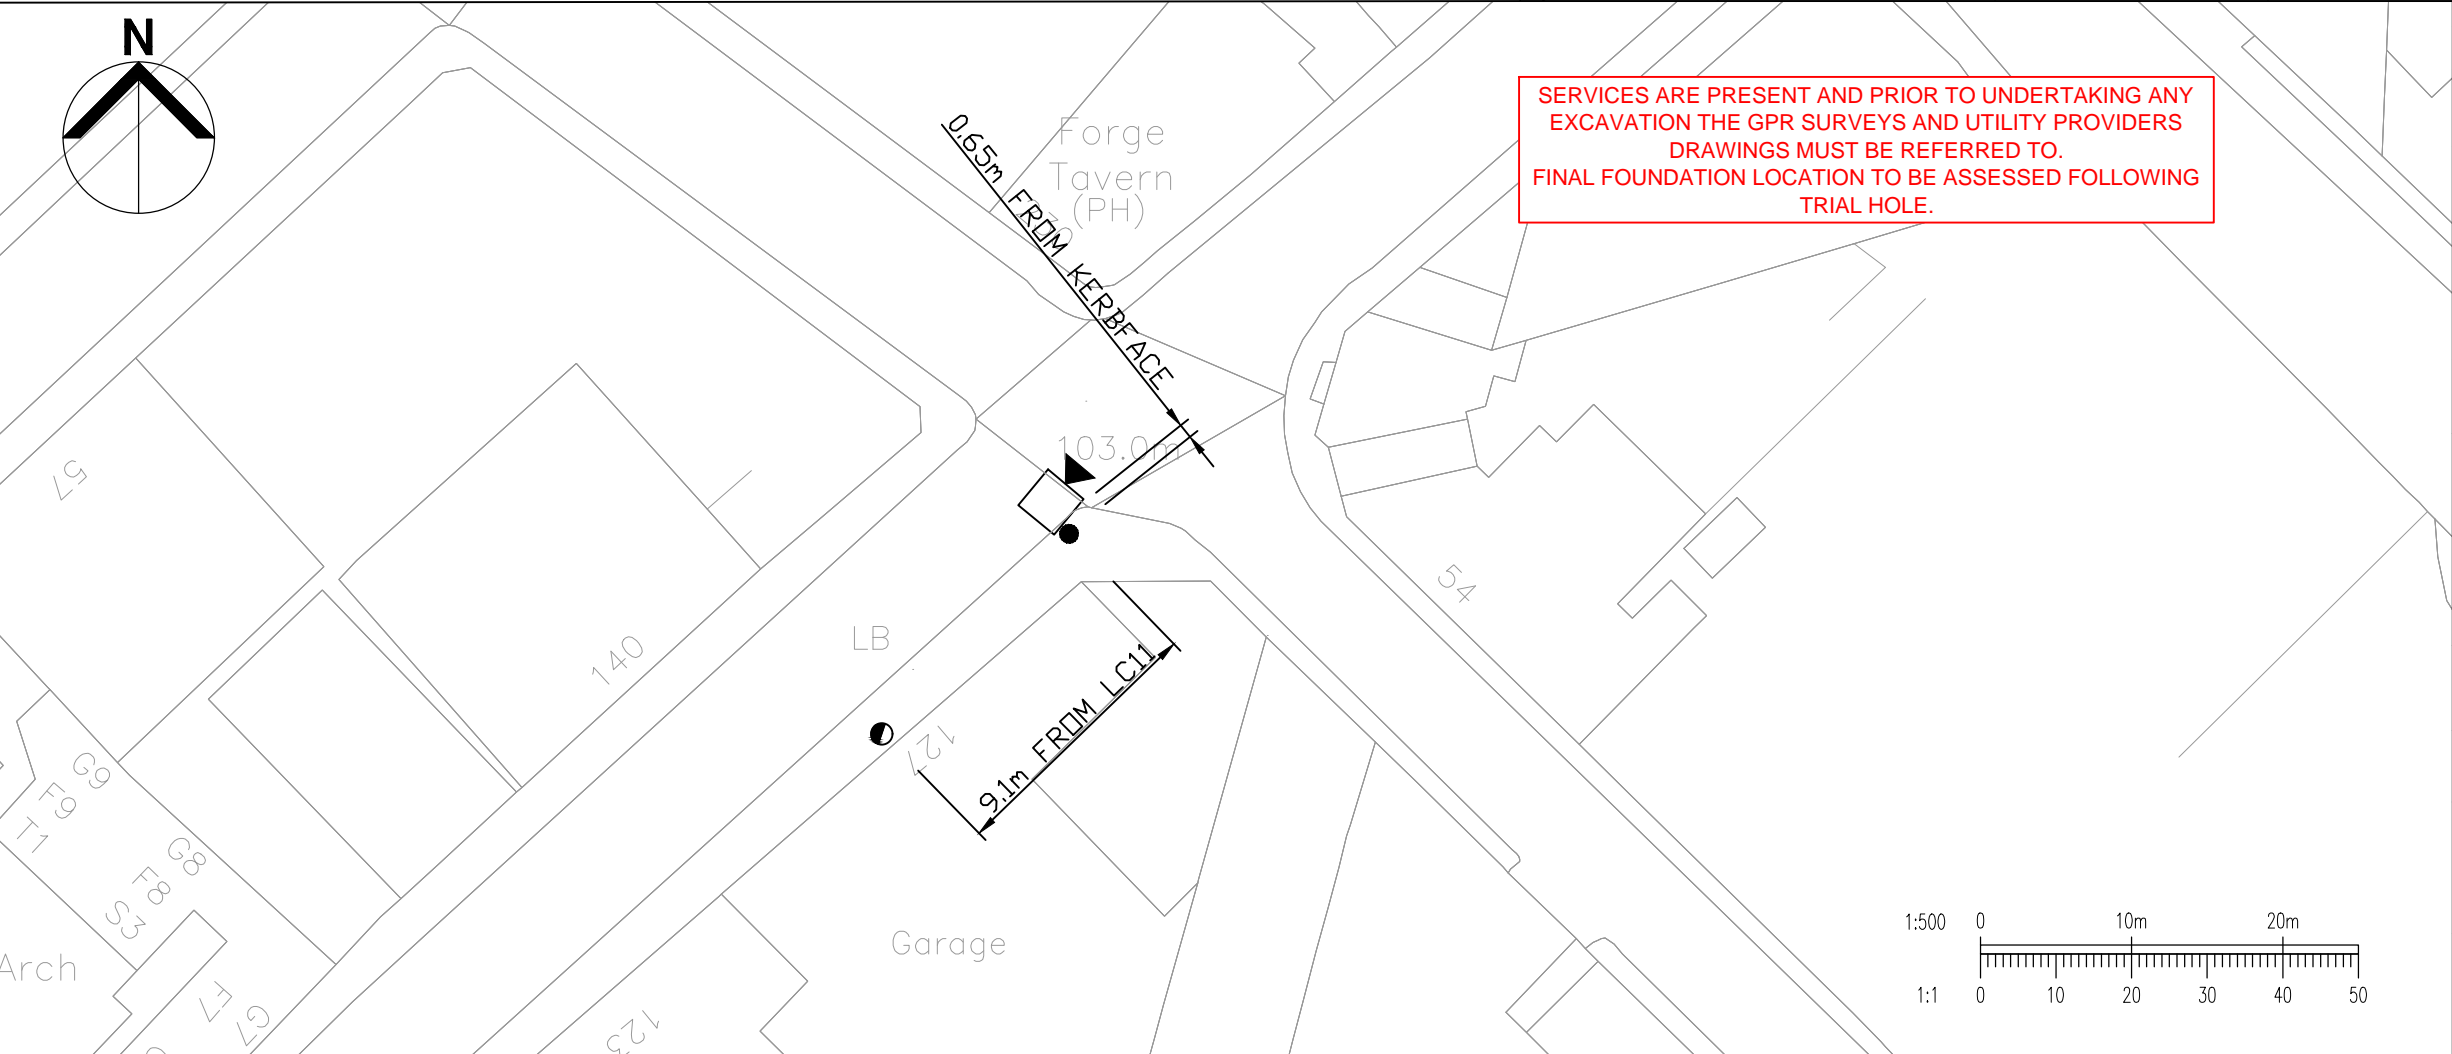 N
SERVICES ARE PRESENT AND PRIOR TO UNDERTAKING ANY
EXCAVATION THE GPR SURVEYS AND UTILITY PROVIDERS
DRAWINGS MUST BE REFERRED TO.
FINAL FOUNDATION LOCATION TO BE ASSESSED FOLLOWING
TRIAL HOLE.
Forge
Tavern
(PH)
0.65m FROM KERBFACE
103.0m
57
54
140
LB
127
9.1m FROM LC11
G9
F9
T1
G8
F8
S3
Arch
F7
G7
Garage
123
1:500 0 10m 20m
1:1 0 10 20 30 40 50